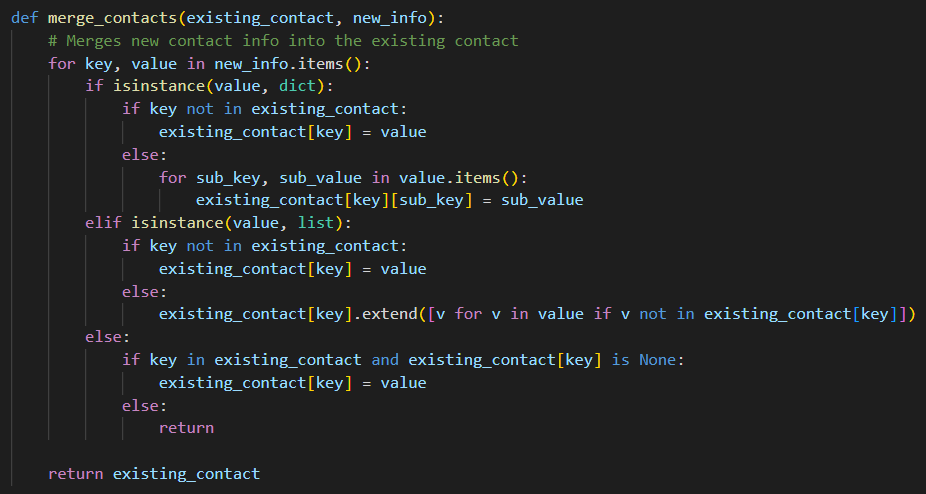 def merge_contacts(existing_contact, new_info):
    # Merges new contact info into the existing contact
    for key, value in new_info.items():
        if isinstance(value, dict):
            if key not in existing_contact:
                existing_contact[key] = value
            else:
                for sub_key, sub_value in value.items():
                    existing_contact[key][sub_key] = sub_value
        elif isinstance(value, list):
            if key not in existing_contact:
                existing_contact[key] = value
            else:
                existing_contact[key].extend([v for v in value if v not in existing_contact[key]])
        else:
            if key in existing_contact and existing_contact[key] is None:
                existing_contact[key] = value
            else:
                return

    return existing_contact